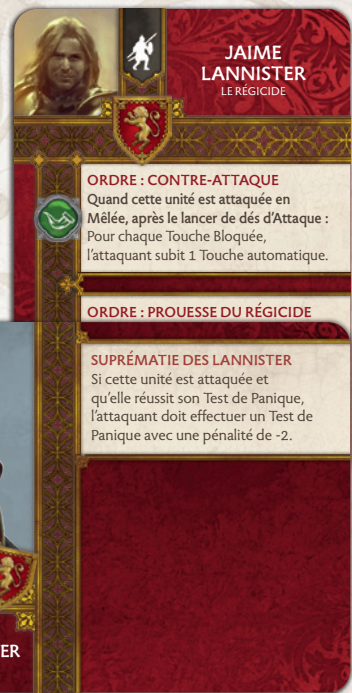 JAIME
LANNISTER
LE RÉGICIDE
ORDRE : CONTRE-ATTAQUE
Quand cette unité est attaquée en
Mêlée, après le lancer de dés d’Attaque :
Pour chaque Touche Bloquée,
l’attaquant subit 1 Touche automatique.
ORDRE : PROUESSE DU RÉGICIDE
SUPRÉMATIE DES LANNISTER
Si cette unité est attaquée et
qu’elle réussit son Test de Panique,
l’attaquant doit effectuer un Test de
Panique avec une pénalité de -2.
ER